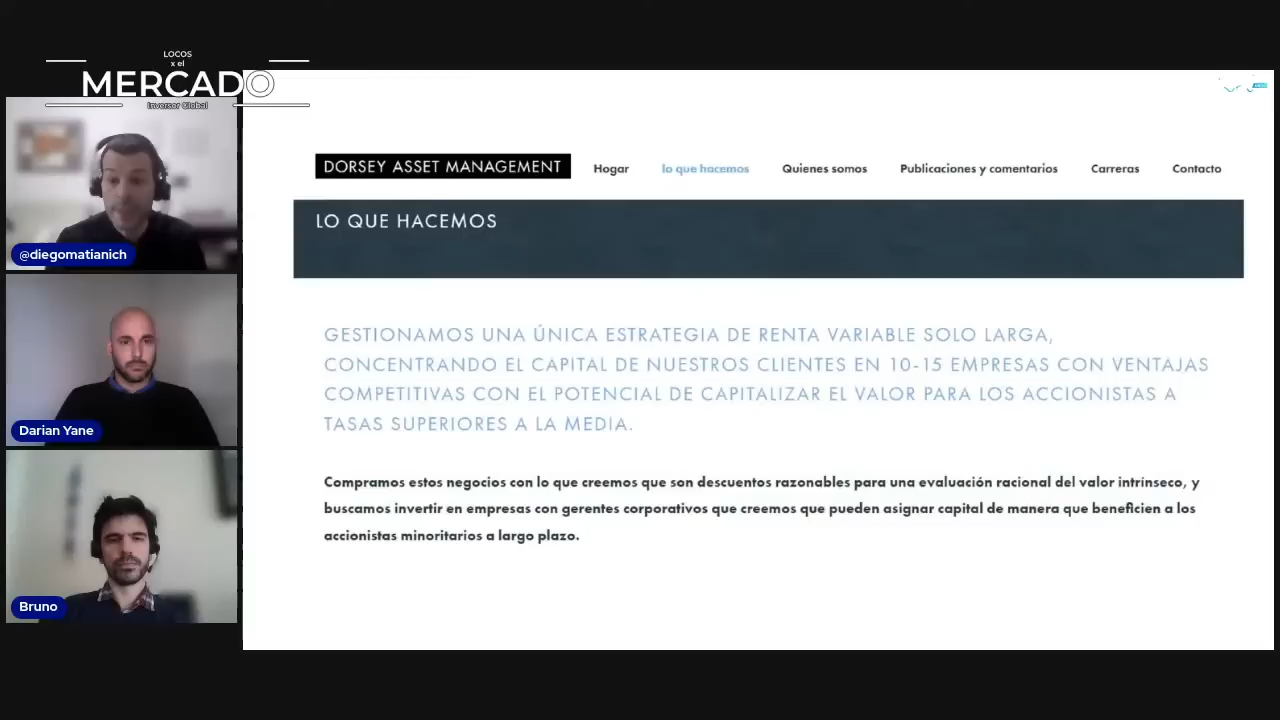 LOCOS
x el
MERCADO
Inversor Global
@diegomatianich
Darian Yane
Bruno
DORSEY ASSET MANAGEMENT
Hogar
lo que hacemos
Quienes somos
Publicaciones y comentarios
Carreras
Contacto
LO QUE HACEMOS
GESTIONAMOS UNA ÚNICA ESTRATEGIA DE RENTA VARIABLE SOLO LARGA,
CONCENTRANDO EL CAPITAL DE NUESTROS CLIENTES EN 10-15 EMPRESAS CON VENTAJAS
COMPETITIVAS CON EL POTENCIAL DE CAPITALIZAR EL VALOR PARA LOS ACCIONISTAS A
TASAS SUPERIORES A LA MEDIA.
Compramos estos negocios con lo que creemos que son descuentos razonables para una evaluación racional del valor intrínseco, y
buscamos invertir en empresas con gerentes corporativos que creemos que pueden asignar capital de manera que beneficien a los
accionistas minoritarios a largo plazo.